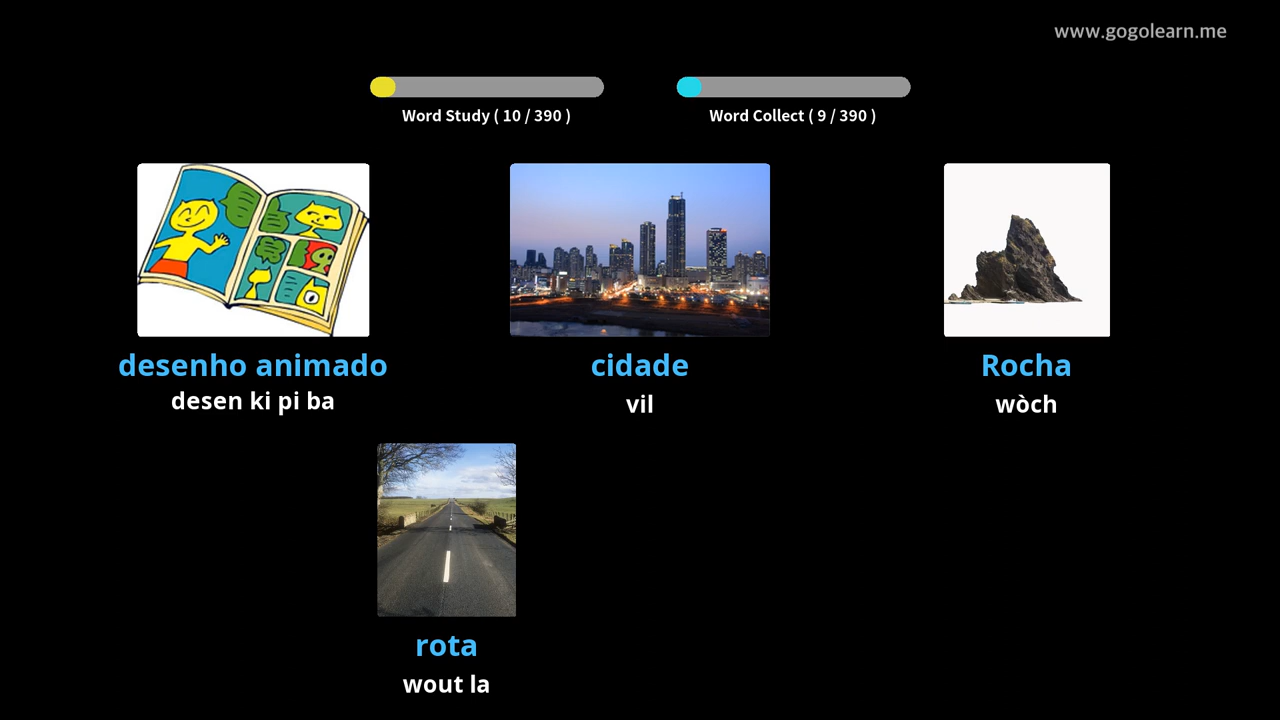 www.gogolearn.me
Word Study ( 10 / 390 )
Word Collect ( 9 / 390 )
desenho animado
desen ki pi ba
cidade
vil
Rocha
wòch
rota
wout la